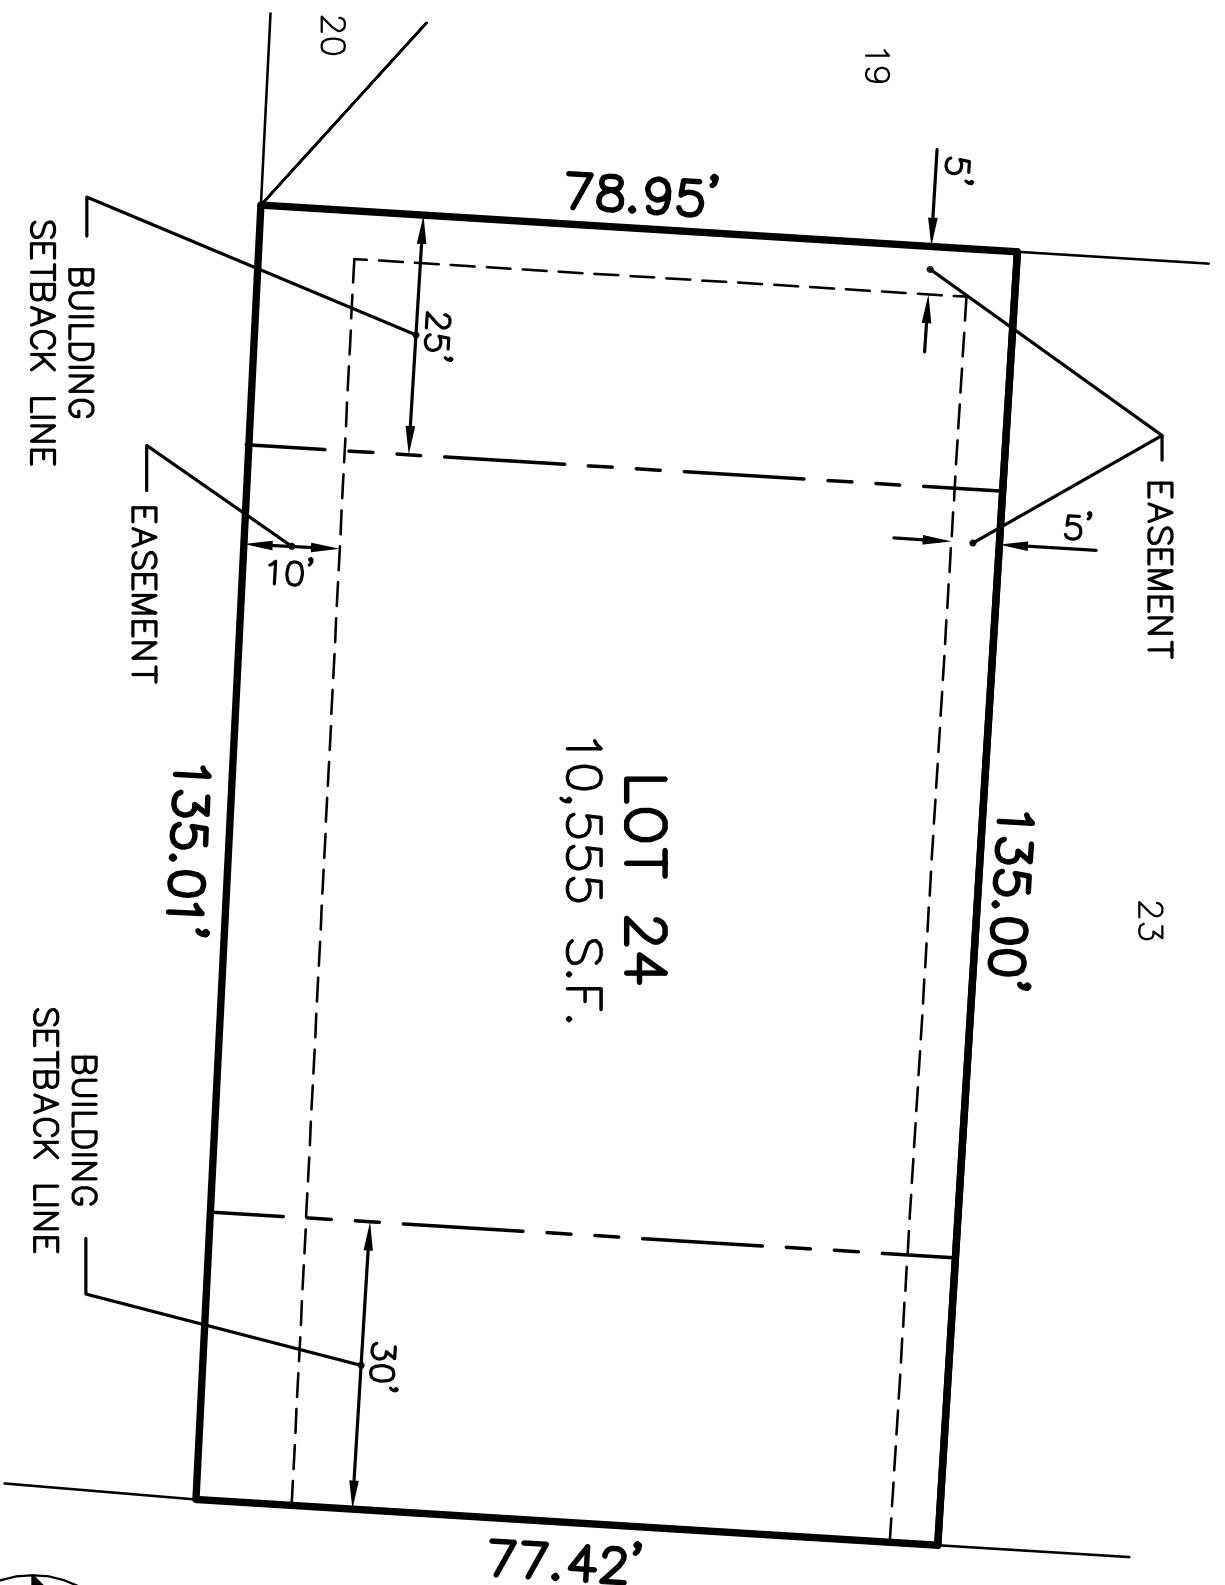 20
19
5'
78.95'
25'
BUILDING
SETBACK LINE
EASEMENT
5'
10'
EASEMENT
LOT 24
10,555 S.F.
135.00'
23
135.01'
BUILDING
SETBACK LINE
30'
77.42'